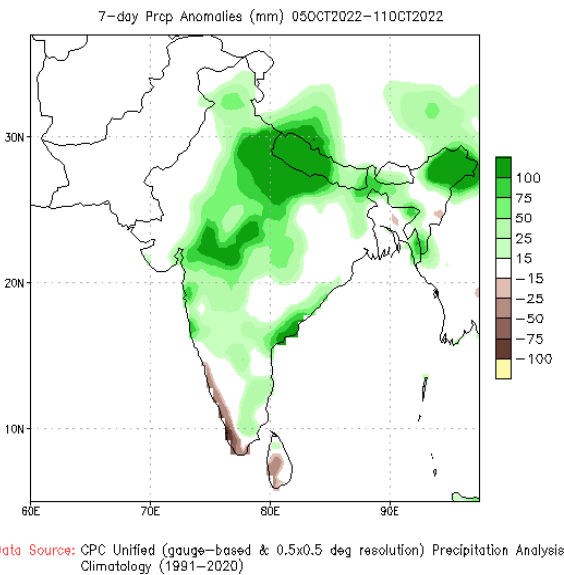 7-day Prcp Anomalies (mm) 05OCT2022-11OCT2022
30N
20N
10N
60E 70E 80E 90E
100
75
50
25
15
-15
-25
-50
-75
-100
Data Source: CPC Unified (gauge-based & 0.5x0.5 deg resolution) Precipitation Analysis
Climatology (1991-2020)